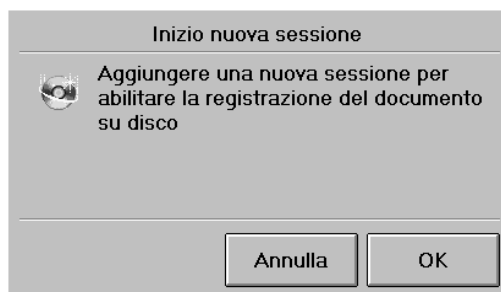 Inizio nuova sessione
Aggiungere una nuova sessione per
abilitare la registrazione del documento
su disco
Annulla
OK